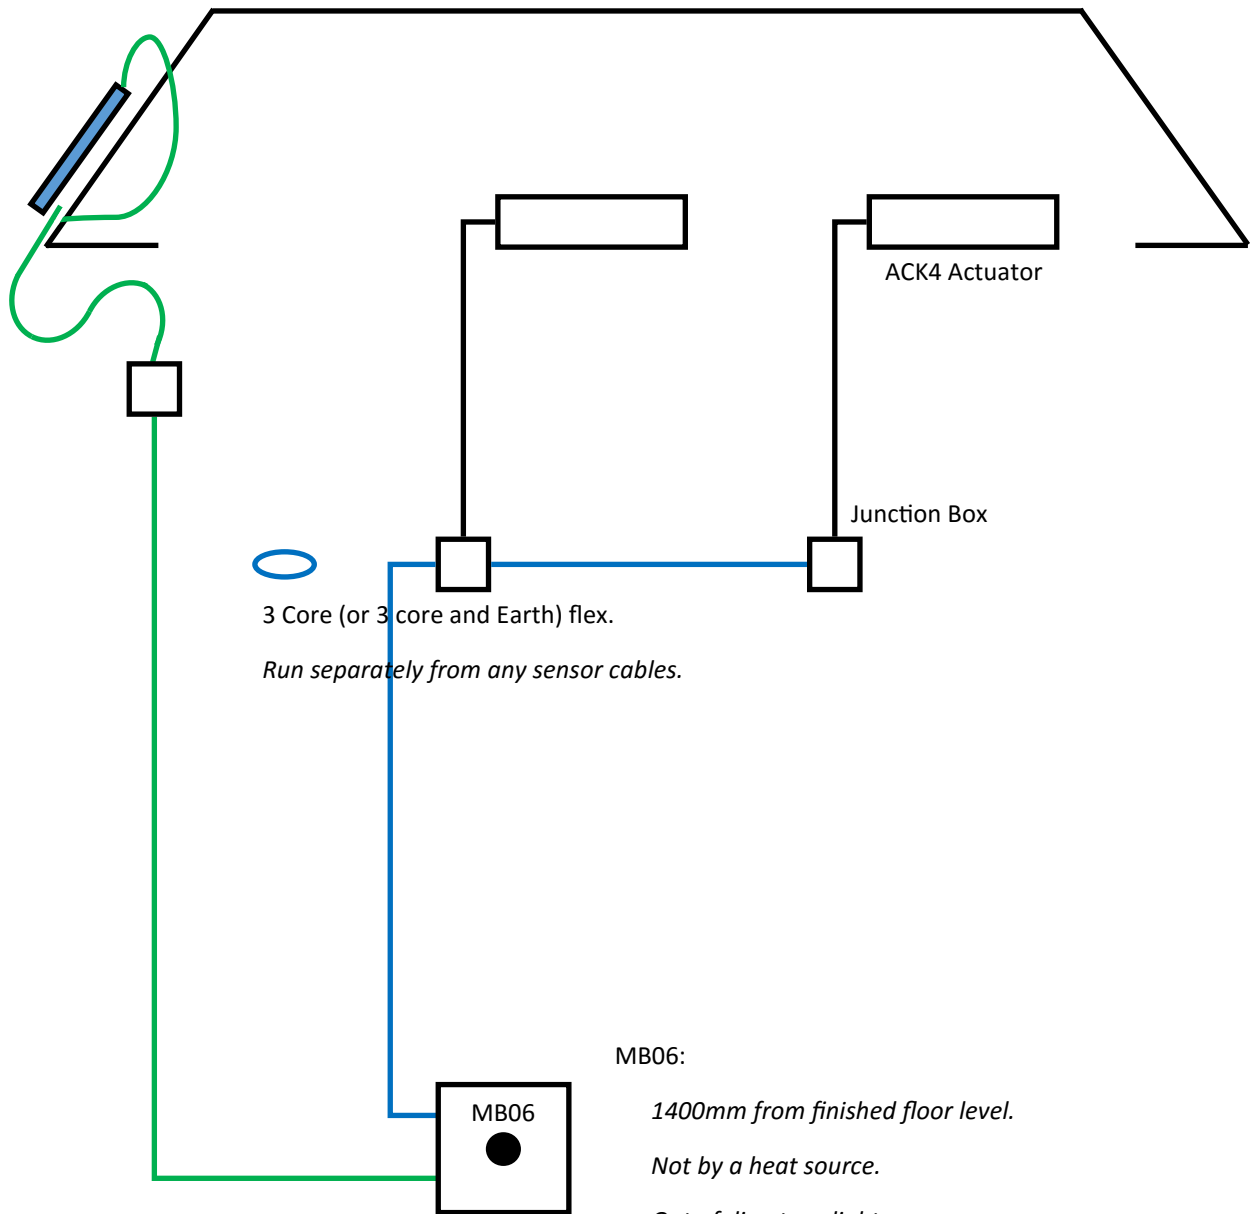 ACK4 Actuator
Junction Box
3 Core (or 3 core and Earth) flex.
Run separately from any sensor cables.
MB06:
MB06
1400mm from finished floor level.
Not by a heat source.